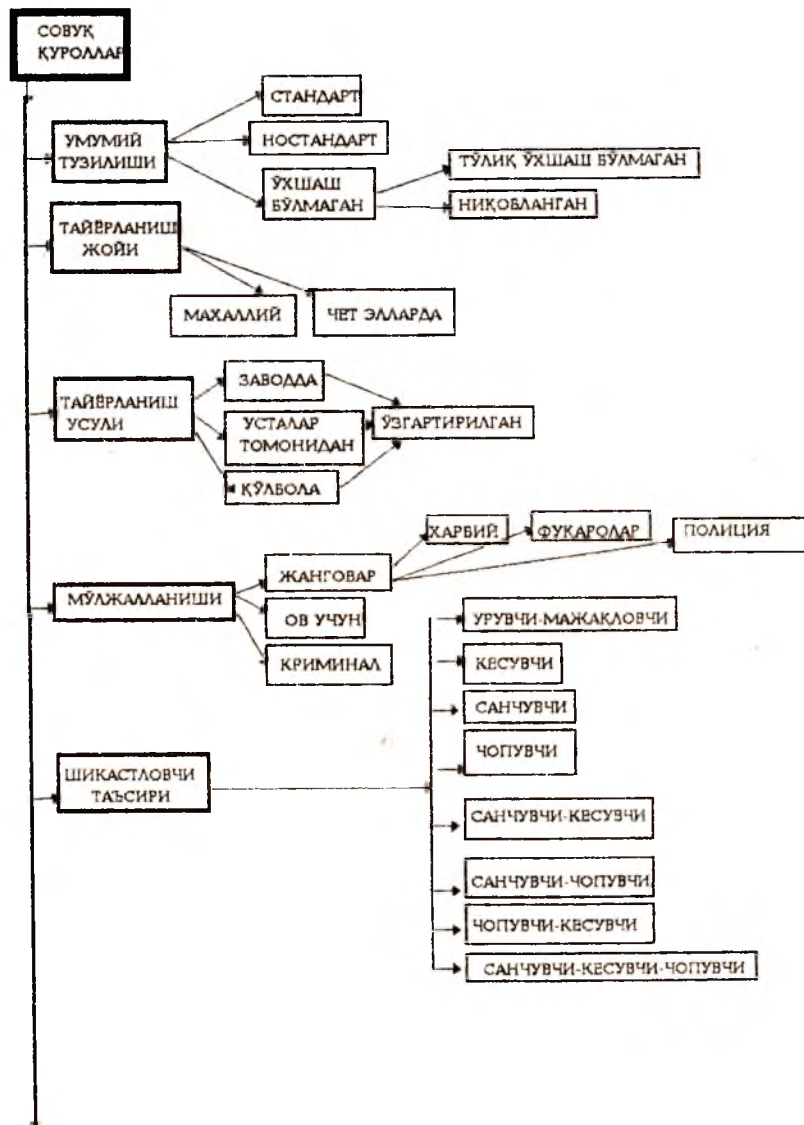 СОВУҚ
ҚУРОЛЛАР
СТАНДАРТ
УМУМИЙ
ТУЗИЛИШИ
НОСТАНДАРТ
ЎХШАШ
БЎЛМАГАН
ТЎЛИҚ ЎХШАШ БЎЛМАГАН
НИҚОВЛАНГАН
ТАЙЁРЛАНИШ
ЖОЙИ
МАХАЛЛИЙ
ЧЕТ ЭЛЛАРДА
ТАЙЁРЛАНИШ
УСУЛИ
ЗАВОДДА
УСТАЛАР
ТОМОНИДАН
ҚЎЛБОЛА
ЎЗГАРТИРИЛГАН
МЎЛЖАЛЛАНИШИ
ЖАНГОВАР
ХАРБИЙ
ФУҚАРОЛАР
ПОЛИЦИЯ
ОВ УЧУН
КРИМИНАЛ
ШИКАСТЛОВЧИ
ТАЪСИРИ
УРУВЧИ-МАЖАҚЛОВЧИ
КЕСУВЧИ
САНЧУВЧИ
ЧОПУВЧИ
САНЧУВЧИ-КЕСУВЧИ
САНЧУВЧИ-ЧОПУВЧИ
ЧОПУВЧИ-КЕСУВЧИ
САНЧУВЧИ-КЕСУВЧИ-ЧОПУВЧИ